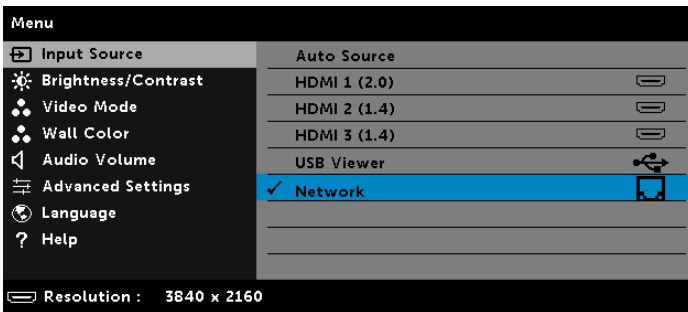 Menu
Input Source
Brightness/Contrast
Video Mode
Wall Color
Audio Volume
Advanced Settings
Language
? Help
Auto Source
HDMI 1 (2.0)
HDMI 2 (1.4)
HDMI 3 (1.4)
USB Viewer
✓ Network
Resolution : 3840 x 2160